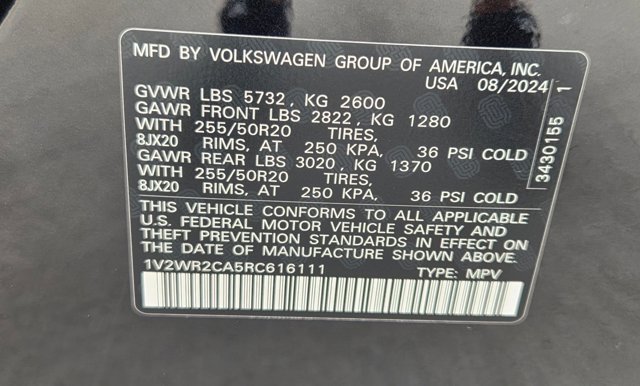 MFD BY VOLKSWAGEN GROUP OF AMERICA, INC.
USA 08/2024
GVWR LBS 5732 , KG 2600
GAWR FRONT LBS 2822 , KG 1280
WITH 255/50R20 TIRES,
8JX20 RIMS, AT 250 KPA, 36 PSI COLD
GAWR REAR LBS 3020 , KG 1370
WITH 255/50R20 TIRES,
8JX20 RIMS, AT 250 KPA, 36 PSI COLD
THIS VEHICLE CONFORMS TO ALL APPLICABLE
U.S. FEDERAL MOTOR VEHICLE SAFETY AND
THEFT PREVENTION STANDARDS IN EFFECT ON
THE DATE OF MANUFACTURE SHOWN ABOVE.
1V2WR2CA5RC616111 TYPE: MPV
3430155 1